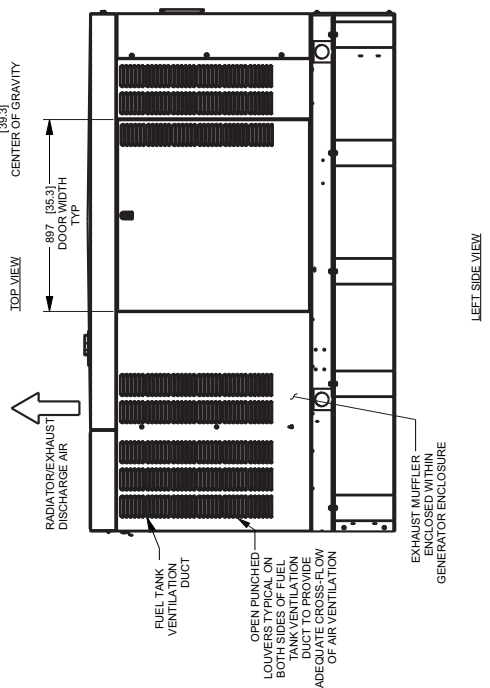 [39.3]
CENTER OF GRAVITY
TOP VIEW
897 [35.3]
DOOR WIDTH
TYP
RADIATOR/EXHAUST
DISCHARGE AIR
FUEL TANK
VENTILATION
DUCT
OPEN PUNCHED
LOUVERS TYPICAL ON
BOTH SIDES OF FUEL
TANK VENTILATION
DUCT TO PROVIDE
ADEQUATE CROSS-FLOW
OF AIR VENTILATION
EXHAUST MUFFLER
ENCLOSED WITHIN
GENERATOR ENCLOSURE
LEFT SIDE VIEW